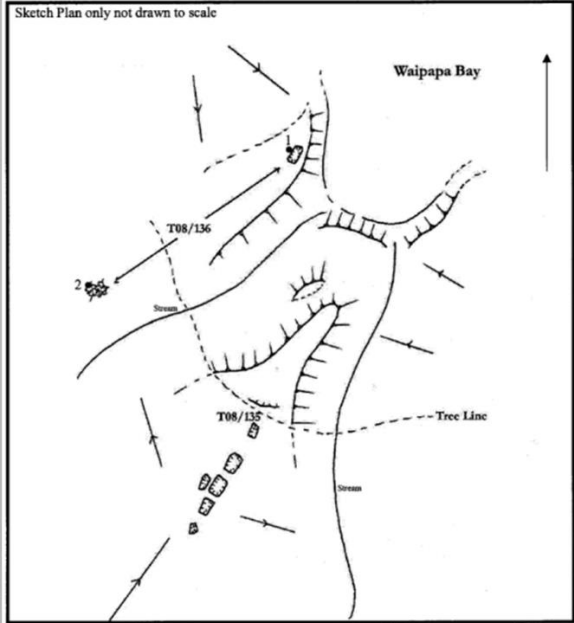 Sketch Plan only not drawn to scale
Waipapa Bay
1
T08/136
2
Stream
T08/135
Tree Line
Stream